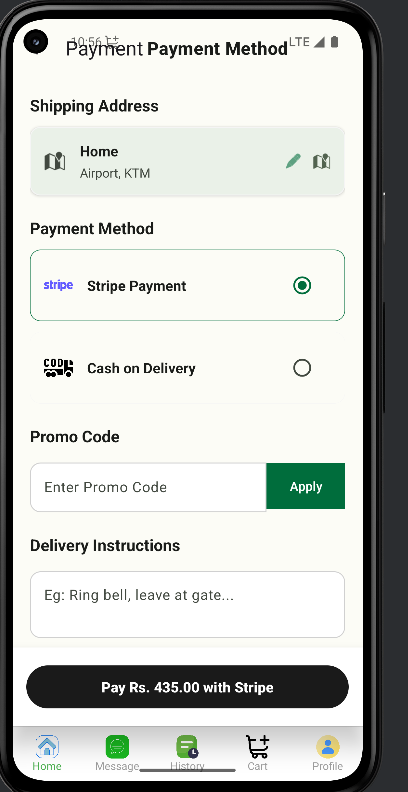 10:56 LTE
Payment Payment Method
Shipping Address
Home
Airport, KTM
Payment Method
stripe Stripe Payment
COD Cash on Delivery
Promo Code
Enter Promo Code Apply
Delivery Instructions
Eg: Ring bell, leave at gate...
Pay Rs. 435.00 with Stripe
Home Message History Cart Profile